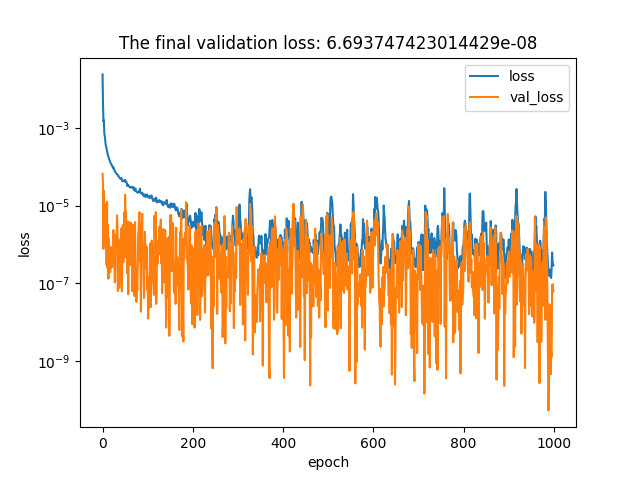 The final validation loss: 6.693747423014429e-08
loss
val_loss
10⁻³
10⁻⁵
10⁻⁷
10⁻⁹
loss
0
200
400
600
800
1000
epoch